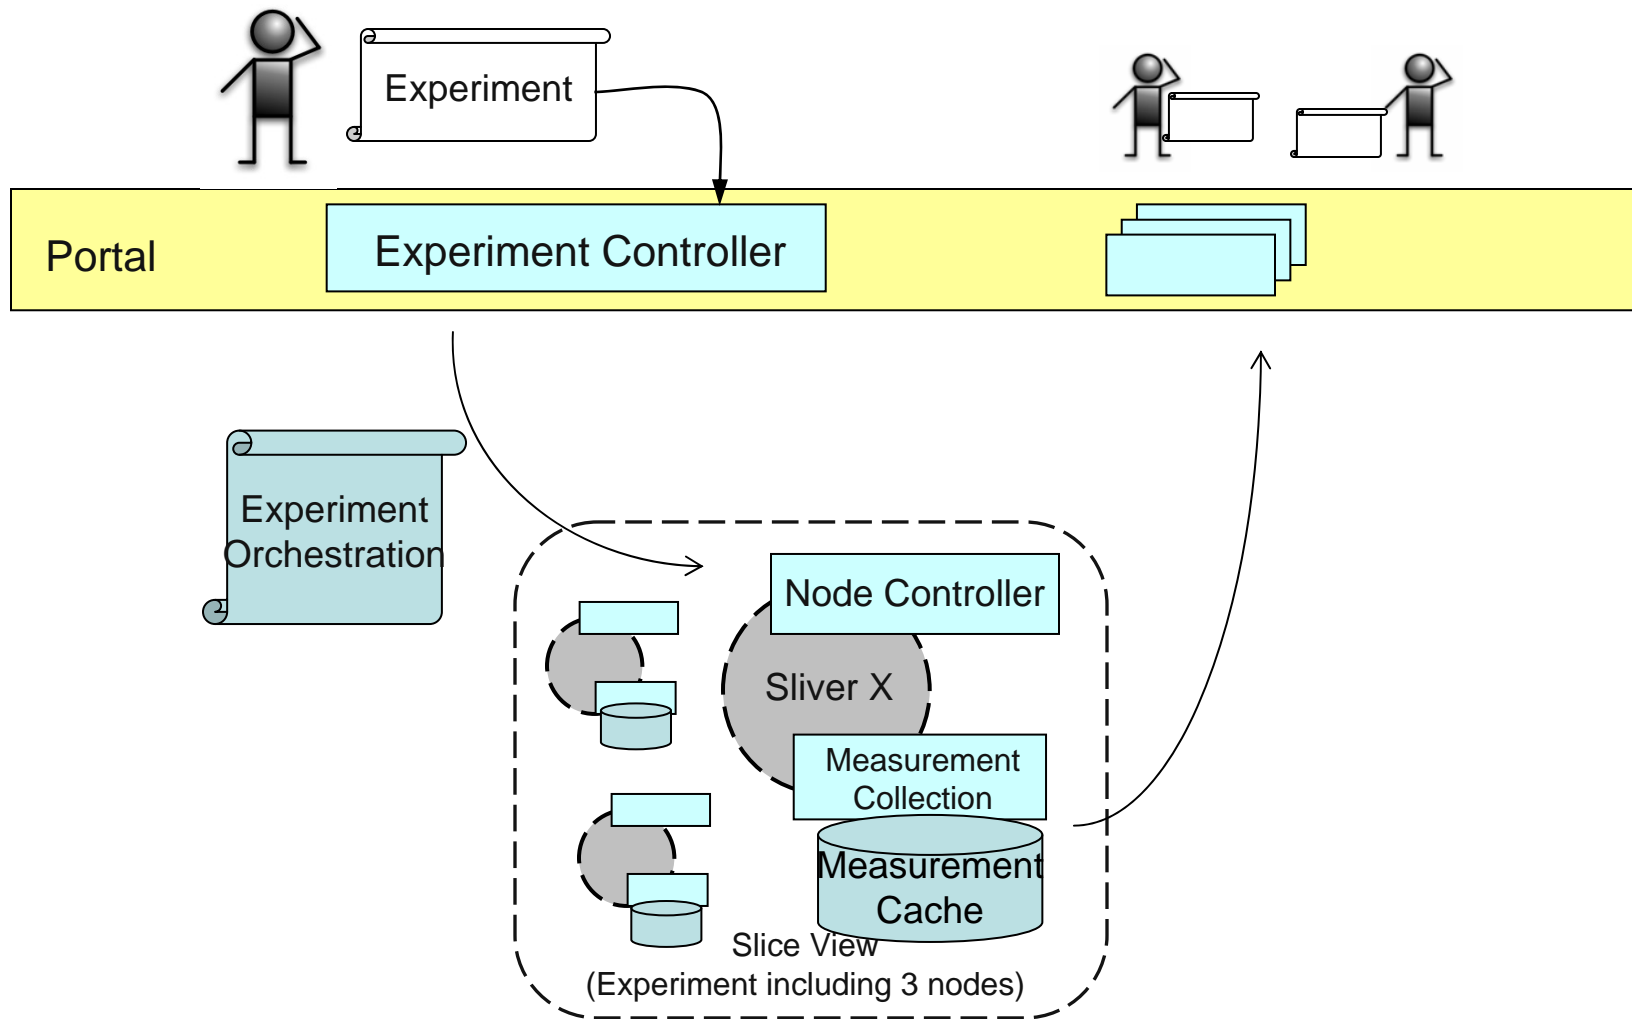 Experiment
Portal
Experiment Controller
Experiment
Orchestration
Node Controller
Sliver X
Measurement
Collection
Measurement
Cache
Slice View
(Experiment including 3 nodes)